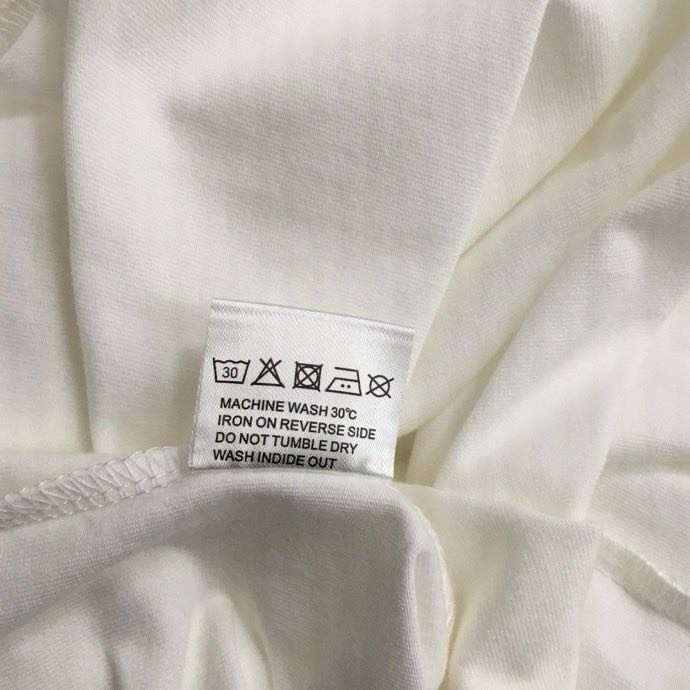 30
MACHINE WASH 30℃
IRON ON REVERSE SIDE
DO NOT TUMBLE DRY
WASH INDIDE OUT